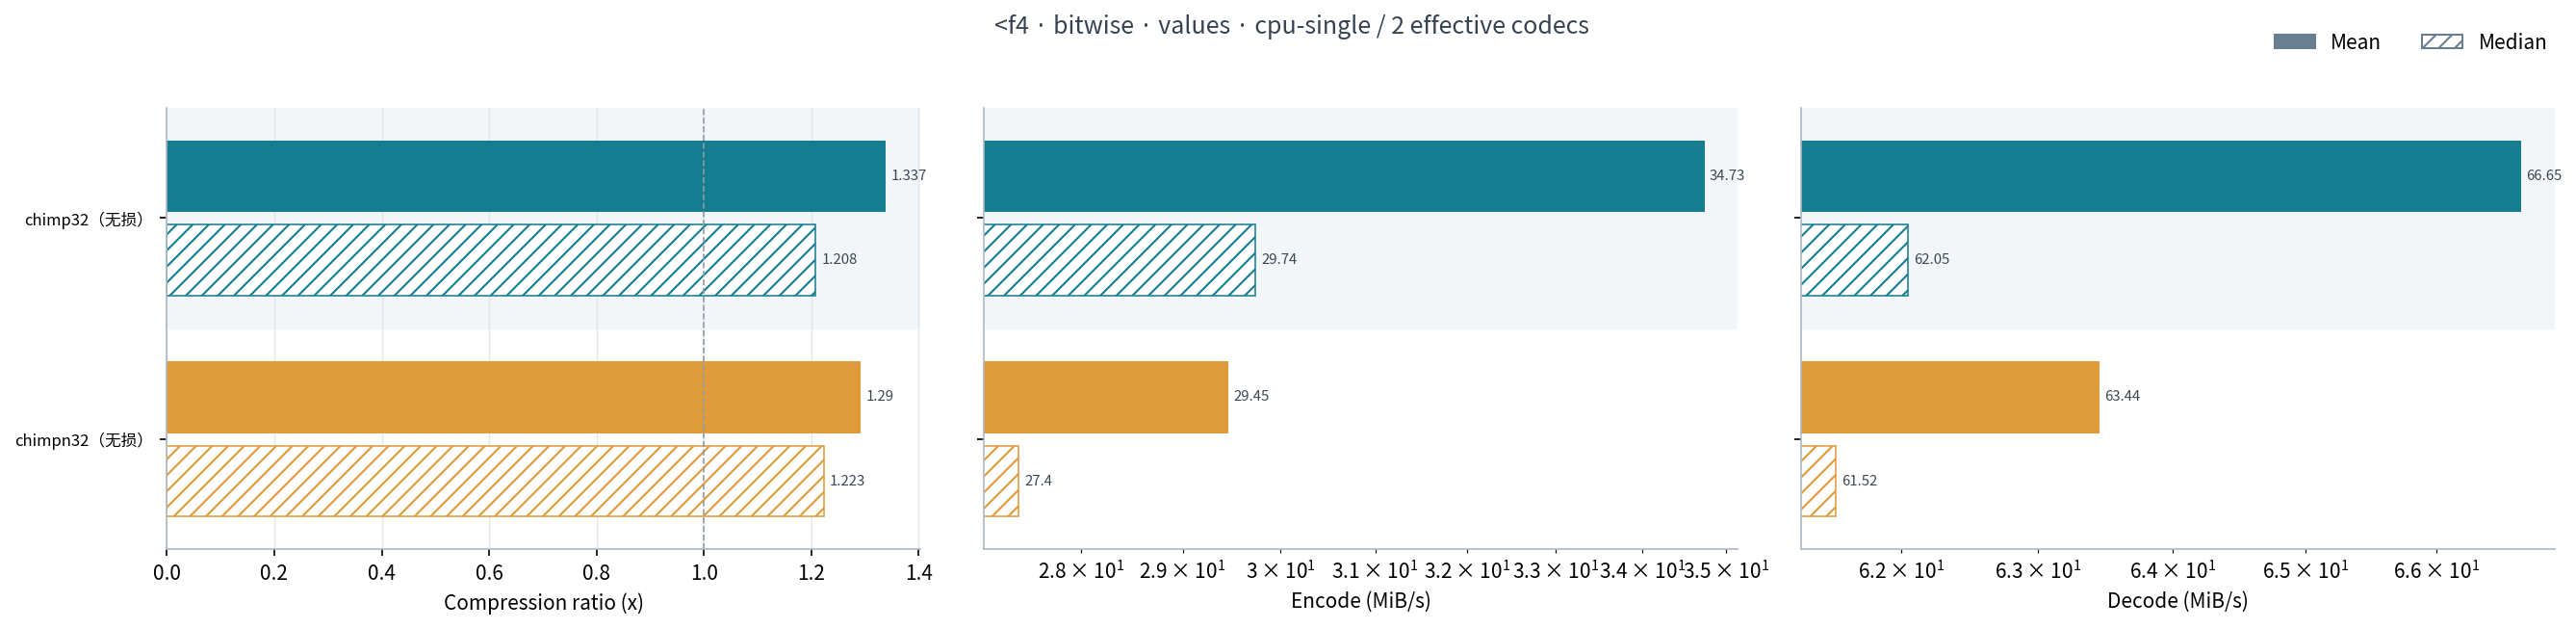 <f4 · bitwise · values · cpu-single / 2 effective codecs
Mean
Median
chimp32（无损）
1.337
1.208
chimpn32（无损）
1.29
1.223
0.0 0.2 0.4 0.6 0.8 1.0 1.2 1.4
Compression ratio (x)
34.73
29.74
29.45
27.4
2.8 × 10¹ 2.9 × 10¹ 3 × 10¹ 3.1 × 10¹ 3.2 × 10¹ 3.3 × 10¹ 3.4 × 10¹ 3.5 × 10¹
Encode (MiB/s)
66.65
62.05
63.44
61.52
6.2 × 10¹ 6.3 × 10¹ 6.4 × 10¹ 6.5 × 10¹ 6.6 × 10¹
Decode (MiB/s)